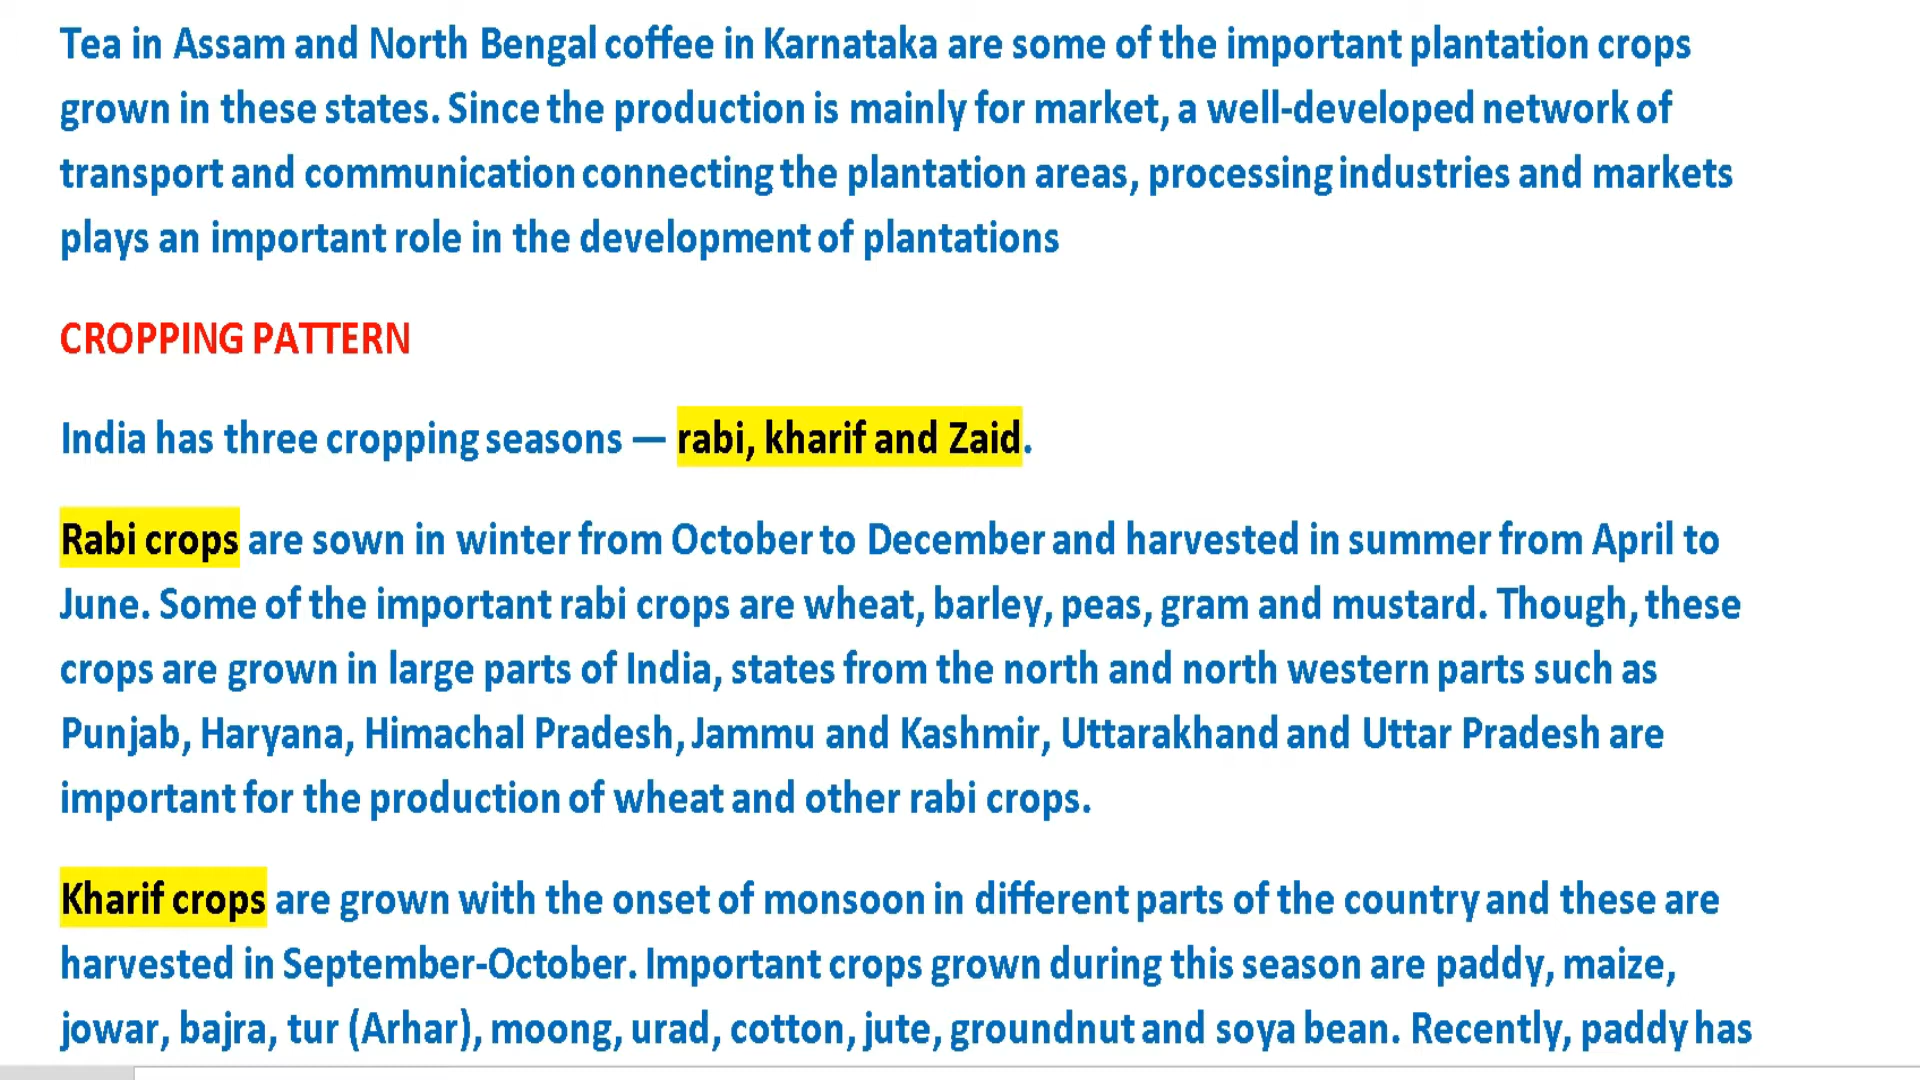 Tea in Assam and North Bengal coffee in Karnataka are some of the important plantation crops
grown in these states. Since the production is mainly for market, a well-developed network of
transport and communication connecting the plantation areas, processing industries and markets
plays an important role in the development of plantations
CROPPING PATTERN
India has three cropping seasons — rabi, kharif and Zaid.
Rabi crops are sown in winter from October to December and harvested in summer from April to
June. Some of the important rabi crops are wheat, barley, peas, gram and mustard. Though, these
crops are grown in large parts of India, states from the north and north western parts such as
Punjab, Haryana, Himachal Pradesh, Jammu and Kashmir, Uttarakhand and Uttar Pradesh are
important for the production of wheat and other rabi crops.
Kharif crops are grown with the onset of monsoon in different parts of the country and these are
harvested in September-October. Important crops grown during this season are paddy, maize,
jowar, bajra, tur (Arhar), moong, urad, cotton, jute, groundnut and soya bean. Recently, paddy has